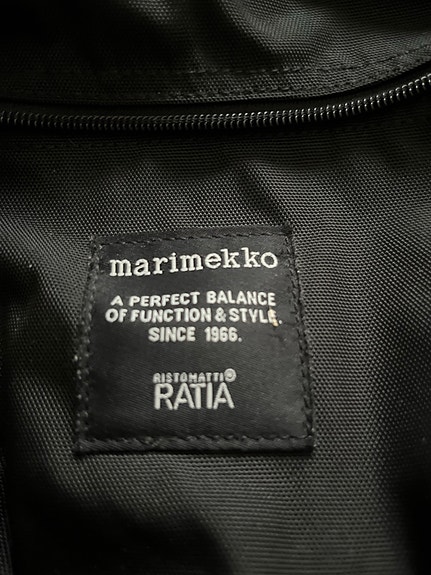 marimekko
A PERFECT BALANCE
OF FUNCTION & STYLE.
SINCE 1966.
RISTOMATTI®
RATIA